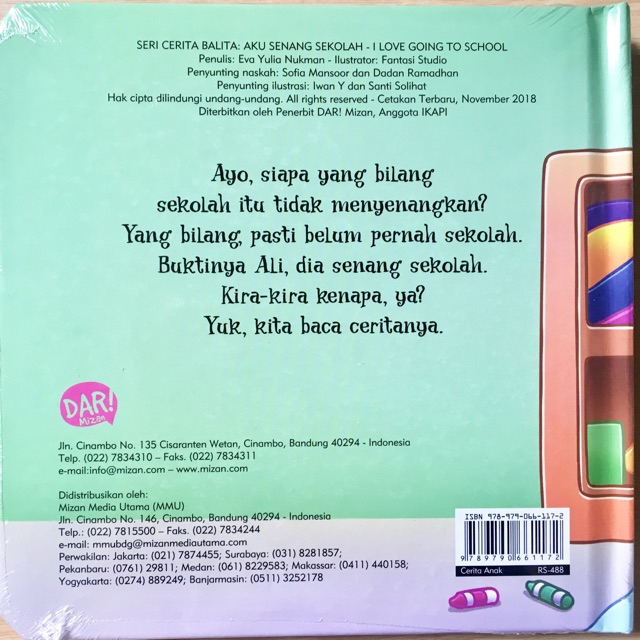 SERI CERITA BALITA: AKU SENANG SEKOLAH - I LOVE GOING TO SCHOOL
Penulis: Eva Yulia Nukman - Ilustrator: Fantasi Studio
Penyunting naskah: Sofia Mansoor dan Dadan Ramadhan
Penyunting ilustrasi: Iwan Y dan Santi Solihat
Hak cipta dilindungi undang-undang. All rights reserved - Cetakan Terbaru, November 2018
Diterbitkan oleh Penerbit DAR! Mizan, Anggota IKAPI
Ayo, siapa yang bilang
sekolah itu tidak menyenangkan?
Yang bilang, pasti belum pernah sekolah.
Buktinya Ali, dia senang sekolah.
Kira-kira kenapa, ya?
Yuk, kita baca ceritanya.
DAR!
Mizan
Jln. Cinambo No. 135 Cisaranten Wetan, Cinambo, Bandung 40294 - Indonesia
Telp. (022) 7834310 – Faks. (022) 7834311
e-mail:info@mizan.com – www.mizan.com
Didistribusikan oleh:
Mizan Media Utama (MMU)
Jln. Cinambo No. 146, Cinambo, Bandung 40294 - Indonesia
Telp.: (022) 7815500 – Faks. (022) 7834244
e-mail: mmubdg@mizanmediautama.com
Perwakilan: Jakarta: (021) 7874455; Surabaya: (031) 8281857;
Pekanbaru: (0761) 29811; Medan: (061) 8229583; Makassar: (0411) 440158;
Yogyakarta: (0274) 889249; Banjarmasin: (0511) 3252178
ISBN 978-979-066-117-2
9 789790 661172
Cerita Anak RS-488